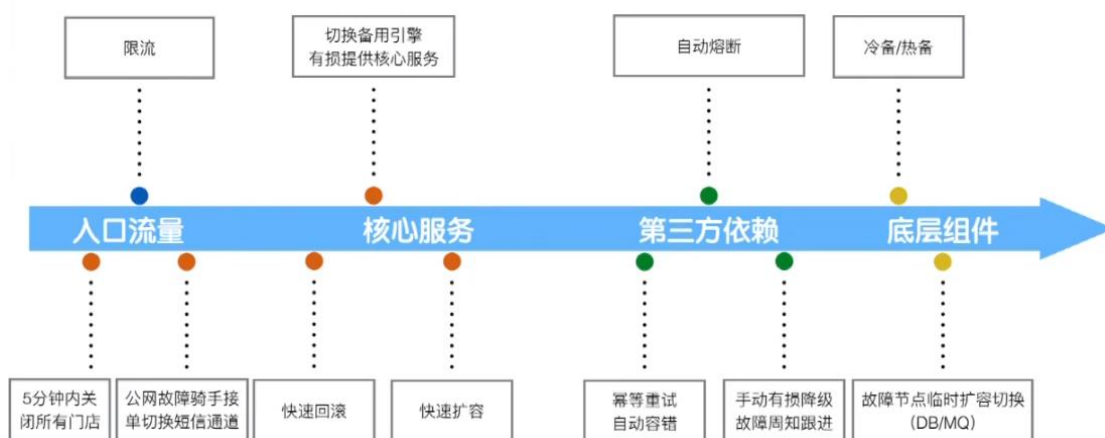 限流
切换备用引擎
有损提供核心服务
自动熔断
冷备/热备
入口流量
核心服务
第三方依赖
底层组件
5分钟内关
闭所有门店
公网故障骑手接
单切换短信通道
快速回滚
快速扩容
幂等重试
自动容错
手动有损降级
故障周知跟进
故障节点临时扩容切换
(DB/MQ)